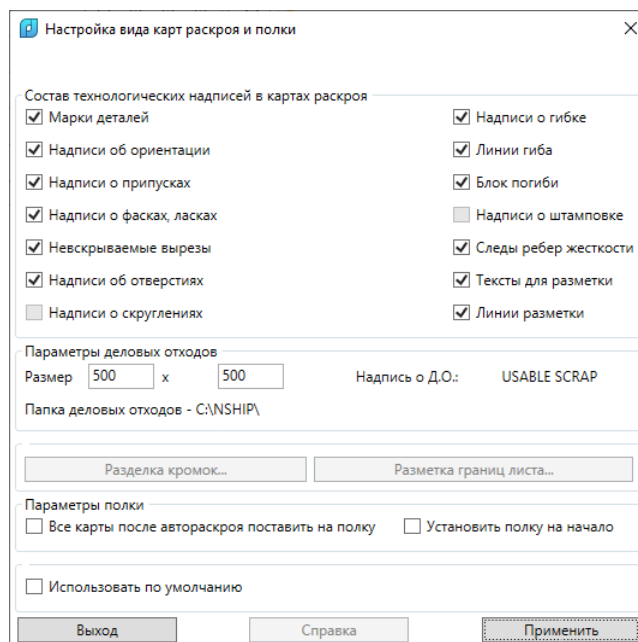 Настройка вида карт раскроя и полки
Состав технологических надписей в картах раскроя
Марки деталей
Надписи о гибке
Надписи об ориентации
Линии гиба
Надписи о припусках
Блок погиби
Надписи о фасках, ласках
Надписи о штамповке
Невскрываемые вырезы
Следы ребер жесткости
Надписи об отверстиях
Тексты для разметки
Надписи о скруглениях
Линии разметки
Параметры деловых отходов
Размер 500 x 500 Надпись о Д.О.: USABLE SCRAP
Папка деловых отходов - C:\NSHIP\
Разделка кромок... Разметка границ листа...
Параметры полки
Все карты после автораскроя поставить на полку Установить полку на начало
Использовать по умолчанию
Выход Справка Применить